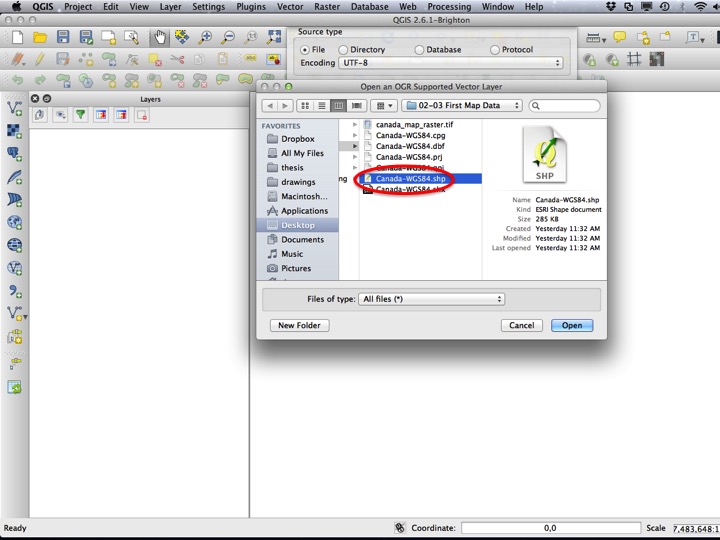 QGIS Project Edit View Layer Settings Plugins Vector Raster Database Web Processing Window Help
QGIS 2.6.1-Brighton
Source type
File Directory Database Protocol
Encoding UTF-8
Open an OGR Supported Vector Layer
02-03 First Map Data
Layers
FAVORITES
Dropbox
All My Files
thesis
drawings
Macintosh...
Applications
Desktop
Documents
Music
Pictures
ng
canada_map_raster.tif
Canada-WGS84.cpg
Canada-WGS84.dbf
Canada-WGS84.prj
Canada-WGS84.shp
SHP
Name Canada-WGS84.shp
Kind ESRI Shape document
Size 285 KB
Created Yesterday 11:32 AM
Modified Yesterday 11:32 AM
Last opened Yesterday 11:32 AM
Files of type: All files (*)
New Folder Cancel Open
Ready Coordinate: 0,0 Scale 7,483,648:1